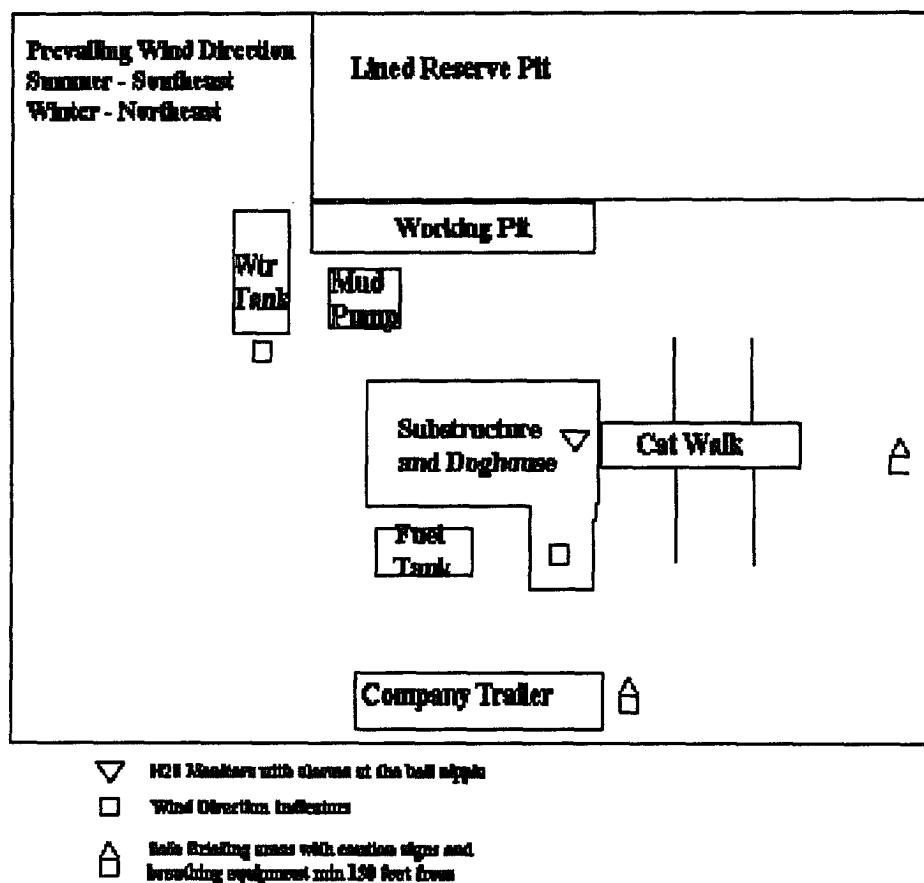 Prevailing Wind Direction
Summer - Southeast
Winter - Northeast
Lined Reserve Pit
Working Pit
Wtr
Tank
Mud
Pump
Substructure
and Doghouse
Cat Walk
Fuel
Tank
Company Trailer
H2S Monitors with alarms at the bell nipple
Wind Direction Indicators
Safe Briefing areas with caution signs and
breathing equipment min 150 feet from